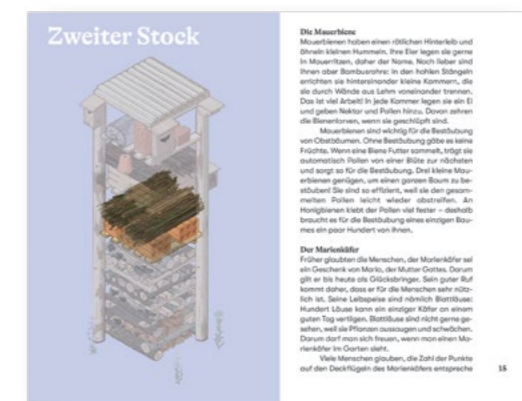 Zweiter Stock
Die Mauerbiene
Mauerbienen haben einen rötlichen Hinterleib und
ähneln kleinen Hummeln. Ihre Eier legen sie gerne
in Mauerritzen, daher der Name. Noch lieber sind
ihnen aber Bambusrohre: In den hohlen Stängeln
errichten sie hintereinander kleine Kammern, die
sie durch Wände aus Lehm voneinander trennen.
Das ist viel Arbeit! In jede Kammer legen sie ein Ei
und geben Nektar und Pollen hinzu. Davon zehren
die Bienenlarven, wenn sie geschlüpft sind.
Mauerbienen sind wichtig für die Bestäubung
von Obstbäumen. Ohne Bestäubung gäbe es keine
Früchte. Wenn eine Biene Futter sammelt, trägt sie
automatisch Pollen von einer Blüte zur nächsten
und sorgt so für die Bestäubung. Drei kleine Mau-
erbienen genügen, um einen ganzen Baum zu be-
stäuben! Sie sind so effizient, weil sie den gesam-
melten Pollen leicht wieder abstreifen. An
Honigbienen klebt der Pollen viel fester – deshalb
braucht es für die Bestäubung eines einzigen Bau-
mes ein paar Hundert von ihnen.
Der Marienkäfer
Früher glaubten die Menschen, der Marienkäfer sei
ein Geschenk von Maria, der Mutter Gottes. Darum
gilt er bis heute als Glücksbringer. Sein guter Ruf
kommt daher, dass er für die Menschen sehr nütz-
lich ist. Seine Leibspeise sind nämlich Blattläuse:
Hundert Läuse kann ein einziger Käfer an einem
guten Tag vertilgen. Blattläuse sind nicht gerne ge-
sehen, weil sie Pflanzen aussaugen und schwächen.
Darum darf man sich freuen, wenn man einen Ma-
rienkäfer im Garten sieht.
Viele Menschen glauben, die Zahl der Punkte
auf den Deckflügeln des Marienkäfers entspreche
15